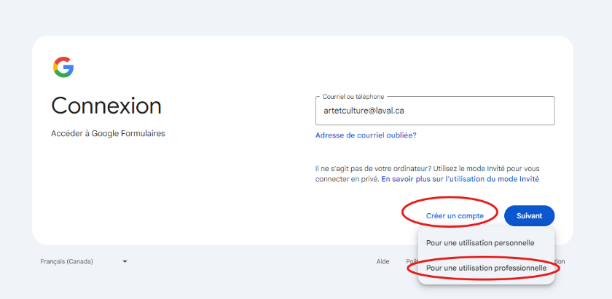 Connexion
Accéder à Google Formulaires
Courriel ou téléphone
artetculture@laval.ca
Adresse de courriel oubliée?
Il ne s'agit pas de votre ordinateur? Utilisez le mode Invité pour vous
connecter en privé. En savoir plus sur l'utilisation du mode Invité
Créer un compte
Suivant
Pour une utilisation personnelle
Pour une utilisation professionnelle
Français (Canada)
Aide